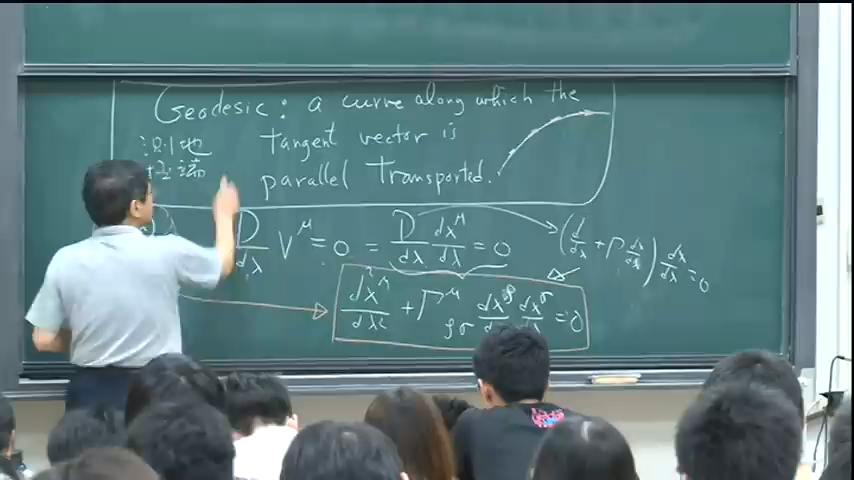 Geodesic: a curve along which the
tangent vector is
parallel Transported.
D/dλ V^μ = 0 = D/dλ dx^μ/dλ = 0
(d/dλ + Γ dx/dλ) dx/dλ = 0
d²x^μ/dλ² + Γ^μ_ρσ dx^ρ/dλ dx^σ/dλ = 0